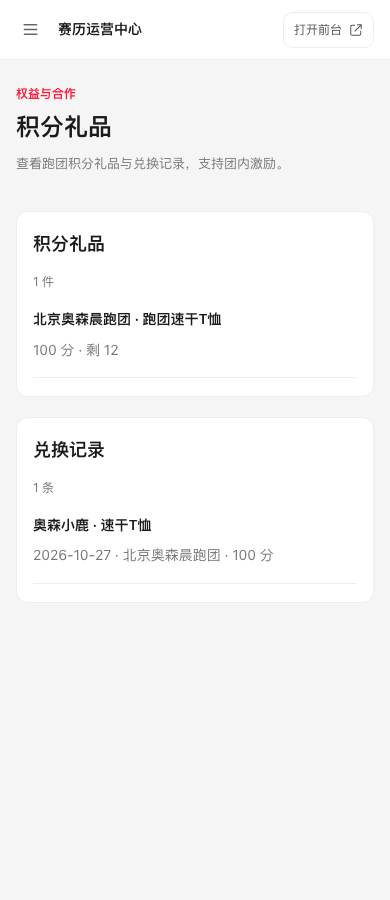 赛历运营中心
打开前台
权益与合作
积分礼品
查看跑团积分礼品与兑换记录，支持团内激励。
积分礼品
1 件
北京奥森晨跑团 · 跑团速干T恤
100 分 · 剩 12
兑换记录
1 条
奥森小鹿 · 速干T恤
2026-10-27 · 北京奥森晨跑团 · 100 分